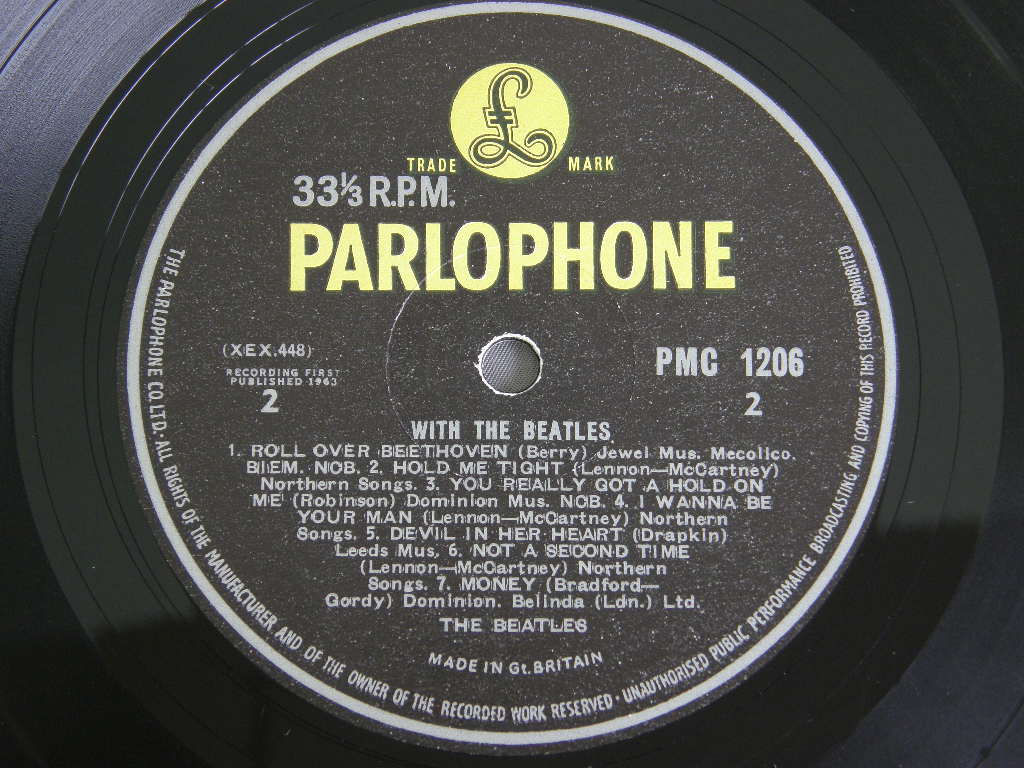 £
TRADE MARK
33⅓ R.P.M.
PARLOPHONE
(XEX.448)
RECORDING FIRST
PUBLISHED 1963
2
PMC 1206
2
WITH THE BEATLES
1. ROLL OVER BEETHOVEN (Berry) Jewel Mus. Mecolico.
BIEM. NCB. 2. HOLD ME TIGHT (Lennon—McCartney)
Northern Songs. 3. YOU REALLY GOT A HOLD ON
ME (Robinson) Dominion Mus. NCB. 4. I WANNA BE
YOUR MAN (Lennon—McCartney) Northern
Songs. 5. DEVIL IN HER HEART (Drapkin)
Leeds Mus. 6. NOT A SECOND TIME
(Lennon—McCartney) Northern
Songs. 7. MONEY (Bradford—
Gordy) Dominion. Belinda (Ldn.) Ltd.
THE BEATLES
MADE IN Gt. BRITAIN
THE PARLOPHONE CO. LTD · ALL RIGHTS OF THE MANUFACTURER AND OF THE OWNER OF THE RECORDED WORK RESERVED · UNAUTHORISED PUBLIC PERFORMANCE BROADCASTING AND COPYING OF THIS RECORD PROHIBITED